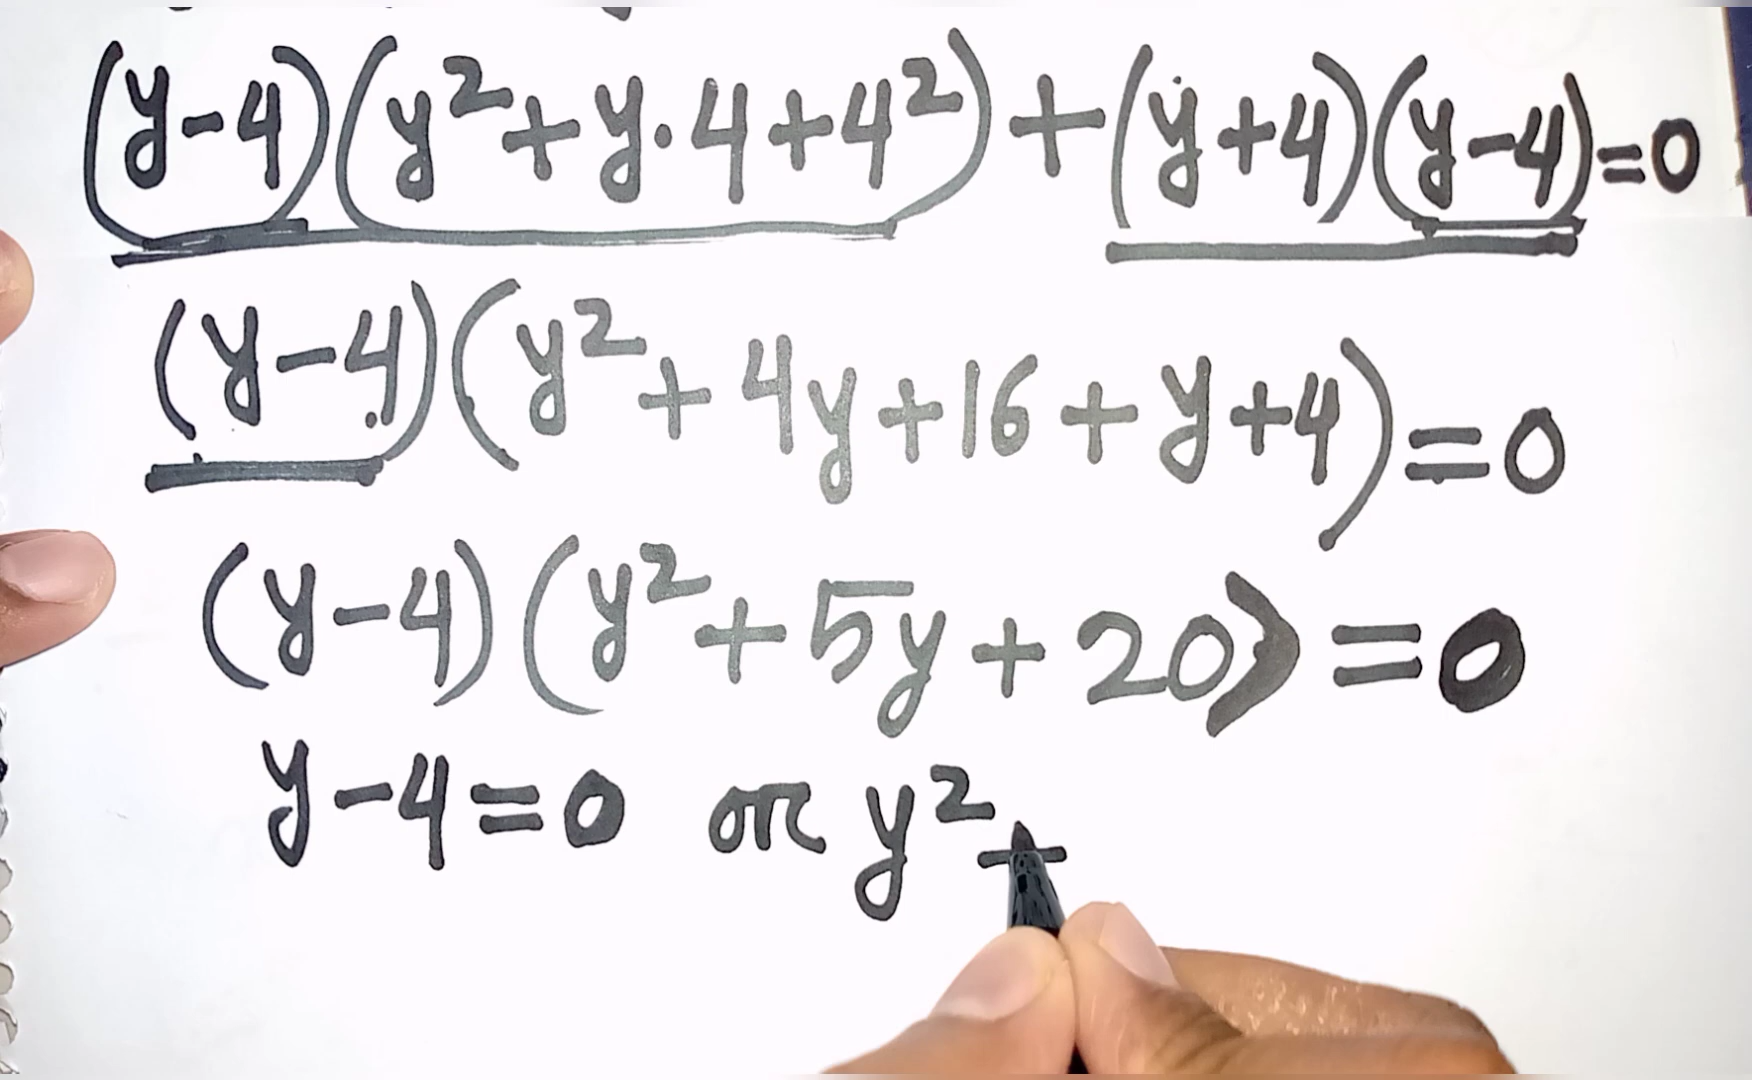 (y-4)(y²+y·4+4²)+(y+4)(y-4)=0
(y-4)(y²+4y+16+y+4)=0
(y-4)(y²+5y+20)=0
y-4=0 or y²+